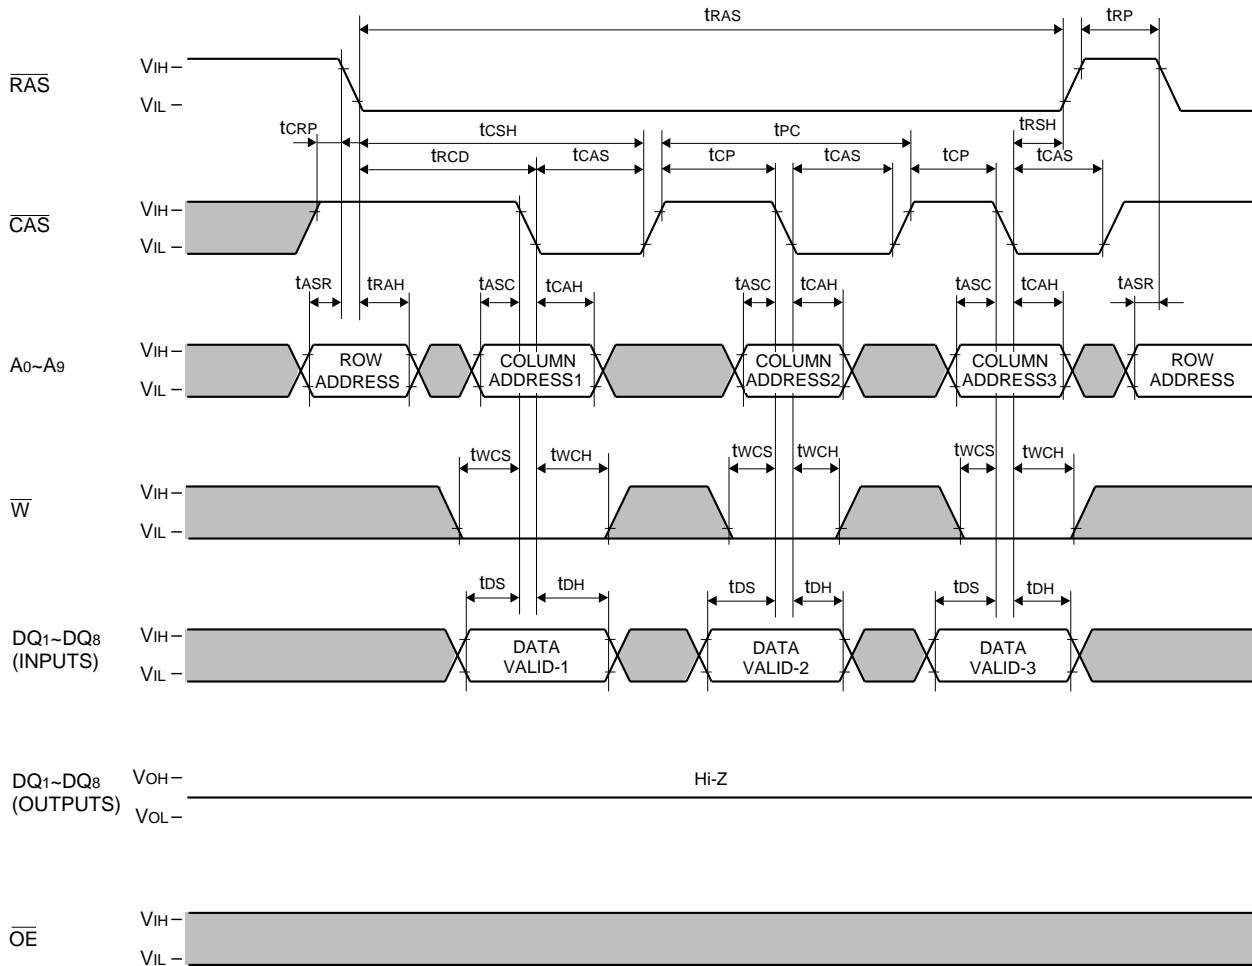 tRAS tRP
RAS VIH
VIL
tCRP tCSH tPC tRSH
tRCD tCAS tCP tCAS tCP tCAS
CAS VIH
VIL
tASR tRAH tASC tCAH tASC tCAH tASC tCAH tASR
A0~A9 VIH
VIL
ROW COLUMN COLUMN COLUMN ROW
ADDRESS ADDRESS1 ADDRESS2 ADDRESS3 ADDRESS
tWCS tWCH tWCS tWCH tWCS tWCH
W VIH
VIL
tDS tDH tDS tDH tDS tDH
DQ1~DQ8 VIH
(INPUTS) VIL
DATA DATA DATA
VALID-1 VALID-2 VALID-3
DQ1~DQ8 VOH Hi-Z
(OUTPUTS) VOL
OE VIH
VIL